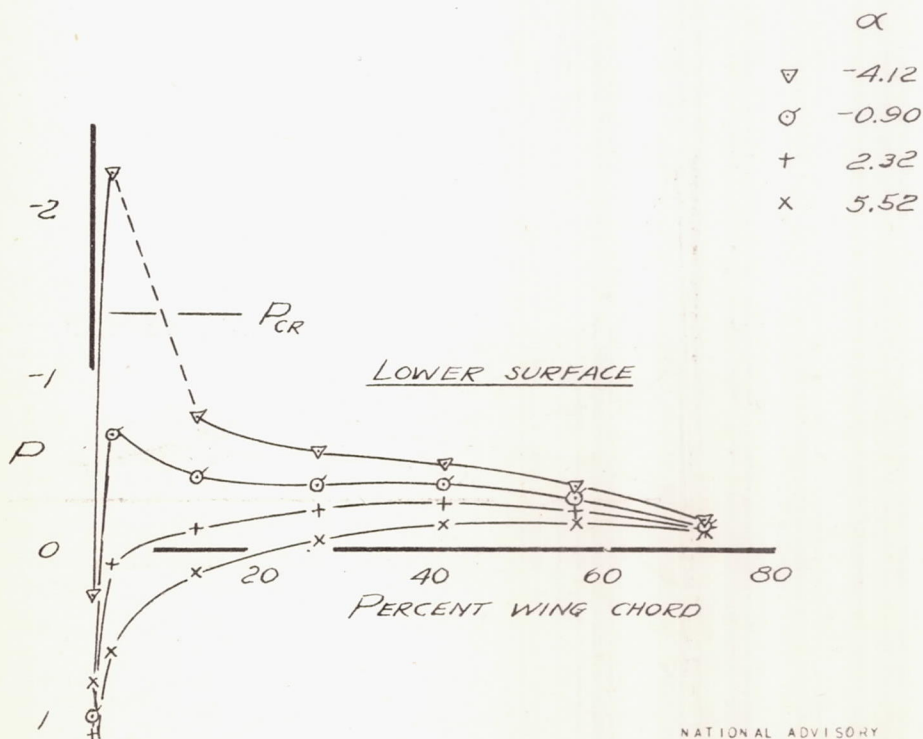 α
-4.12
-0.90
2.32
5.52
-2
P_CR
-1
LOWER SURFACE
P
0
20 40 60 80
PERCENT WING CHORD
1
NATIONAL ADVISORY